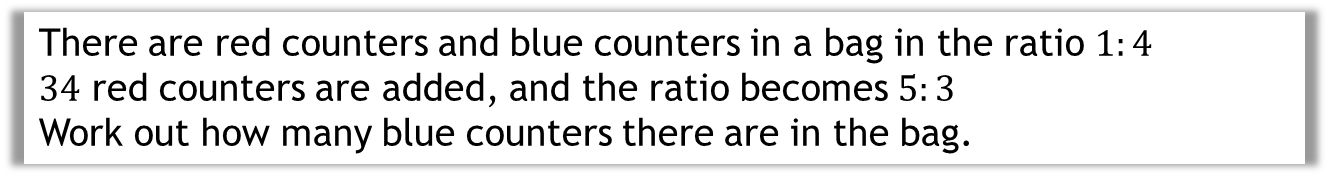 There are red counters and blue counters in a bag in the ratio 1: 4
34 red counters are added, and the ratio becomes 5: 3
Work out how many blue counters there are in the bag.